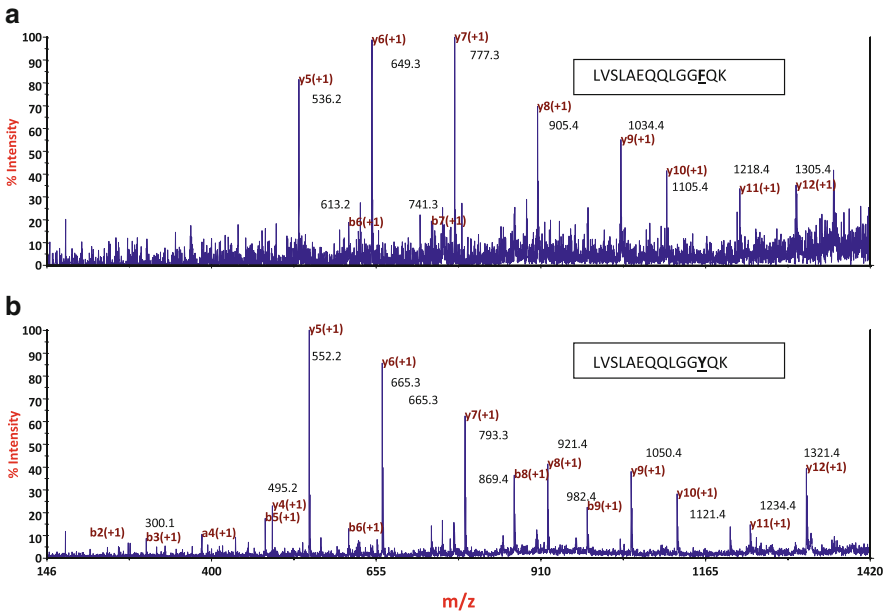 a
100
90
80
70
60
50
40
30
20
10
0
% Intensity
y5(+1)
536.2
y6(+1)
649.3
y7(+1)
777.3
LVSLAEQQLGGFQK
y8(+1)
905.4
1034.4
y9(+1)
y10(+1)
1105.4
1218.4
y11(+1)
1305.4
y12(+1)
613.2
b6(+1)
741.3
b7(+1)
b
100
90
80
70
60
50
40
30
20
10
0
% Intensity
y5(+1)
552.2
y6(+1)
665.3
665.3
LVSLAEQQLGGYQK
y7(+1)
793.3
869.4
b8(+1)
921.4
y8(+1)
982.4
b9(+1)
1050.4
y9(+1)
y10(+1)
1121.4
1234.4
y11(+1)
1321.4
y12(+1)
495.2
y4(+1)
b5(+1)
b2(+1)
300.1
b3(+1)
a4(+1)
b6(+1)
146
400
655
910
1165
1420
m/z